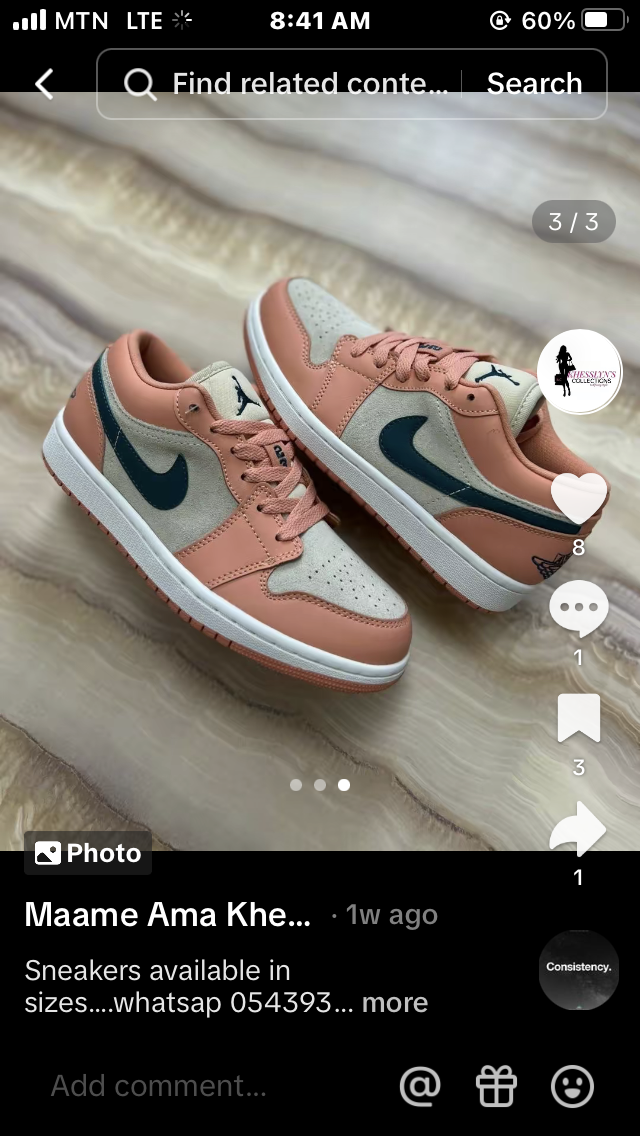 MTN LTE 8:41 AM 60%
Find related conte... Search
3 / 3
KHESSLYN'S
COLLECTIONS
8
1
3
1
Photo
Maame Ama Khe... · 1w ago
Sneakers available in
sizes....whatsap 054393... more
Consistency.
Add comment...